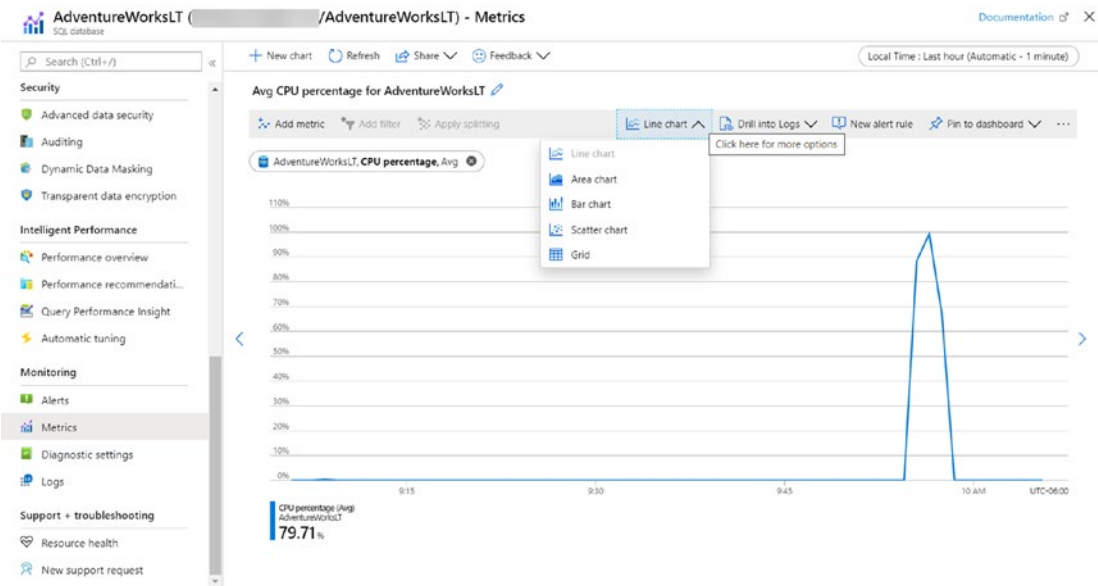 AdventureWorksLT ( /AdventureWorksLT) - Metrics
SQL database
Documentation
Search (Ctrl+/)
Security
Advanced data security
Auditing
Dynamic Data Masking
Transparent data encryption
Intelligent Performance
Performance overview
Performance recommendati...
Query Performance Insight
Automatic tuning
Monitoring
Alerts
Metrics
Diagnostic settings
Logs
Support + troubleshooting
Resource health
New support request
New chart
Refresh
Share
Feedback
Local Time : Last hour (Automatic - 1 minute)
Avg CPU percentage for AdventureWorksLT
Add metric
Add filter
Apply splitting
Line chart
Drill into Logs
New alert rule
Pin to dashboard
...
Click here for more options
AdventureWorksLT, CPU percentage, Avg
Line chart
Area chart
Bar chart
Scatter chart
Grid
110%
100%
90%
80%
70%
60%
50%
40%
30%
20%
10%
0%
9:15
9:30
9:45
10 AM
UTC-06:00
CPU percentage (Avg)
AdventureWorksLT
79.71 %